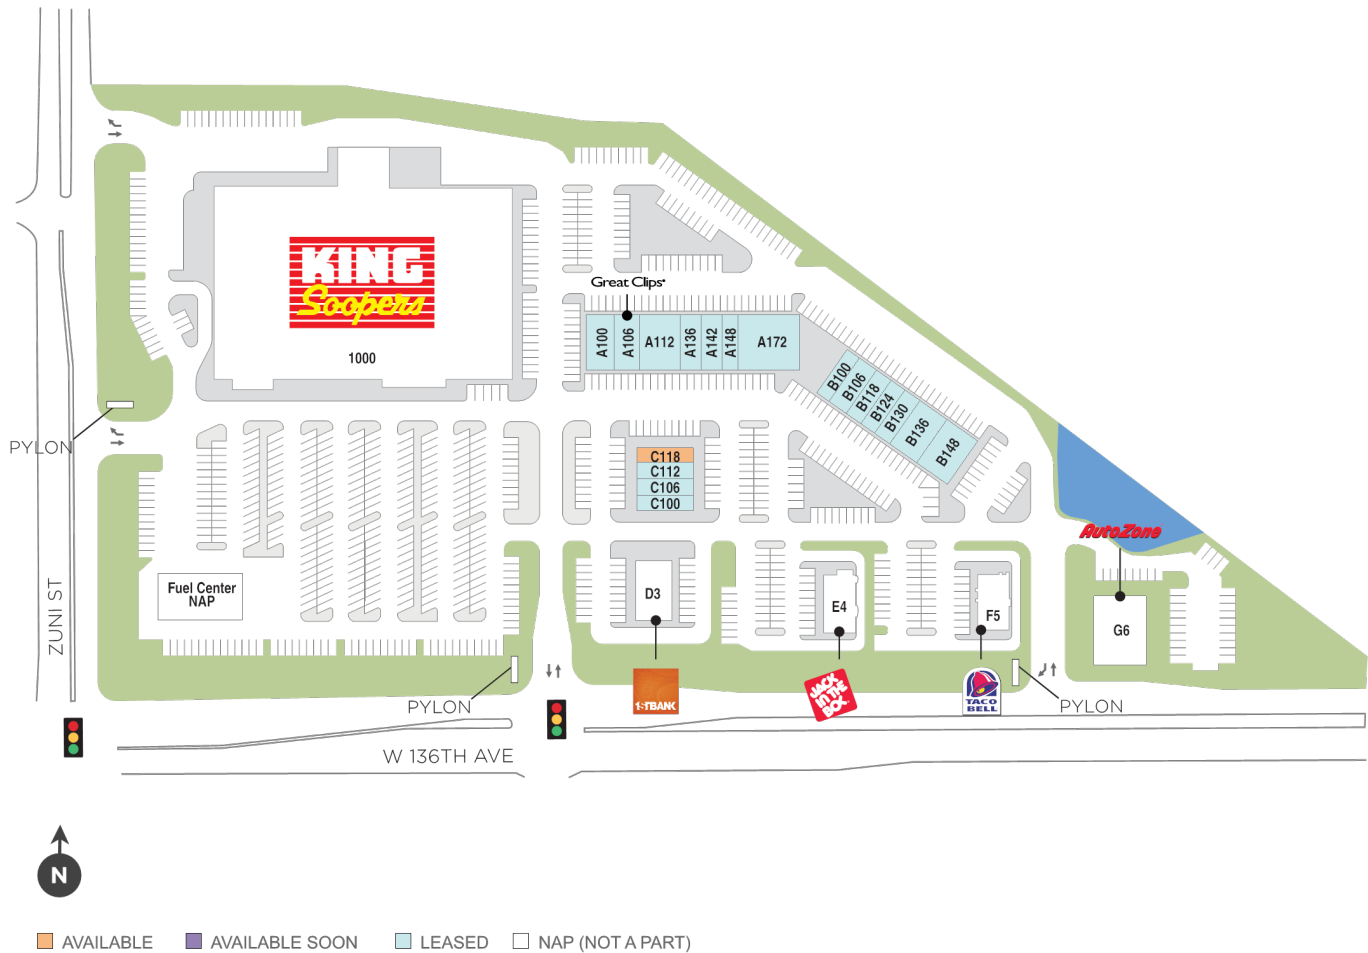 KING
Soopers
1000
Great Clips®
A100
A106
A112
A136
A142
A148
A172
B100
B106
B118
B124
B130
B136
B148
PYLON
C118
C112
C106
C100
AutoZone
Fuel Center
NAP
ZUNI ST
D3
E4
F5
G6
1STBANK
JACK
IN THE
BOX
TACO
BELL
PYLON
PYLON
W 136TH AVE
N
AVAILABLE
AVAILABLE SOON
LEASED
NAP (NOT A PART)